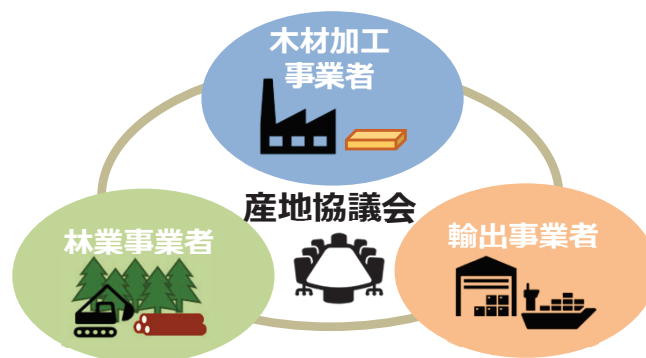 木材加工
事業者
産地協議会
林業事業者
輸出事業者